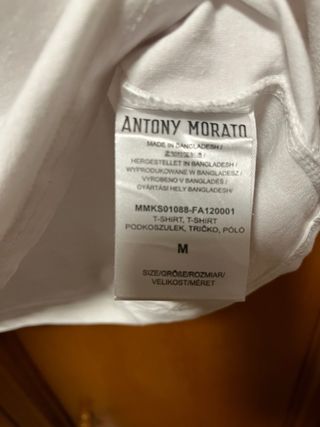 ANTONY MORATO
MADE IN BANGLADESH /
HERGESTELLT IN BANGLADESH /
WYPRODUKOWANE W BANGLADESZ /
VYROBENO V BANGLADÉŠ /
GYÁRTÁSI HELY BANGLADESH/
MMKS01088-FA120001
T-SHIRT, T-SHIRT
PODKOSZULEK, TRIČKO, PÓLÓ
M
SIZE/GRÖßE/ROZMIAR/
VELIKOST/MÉRET